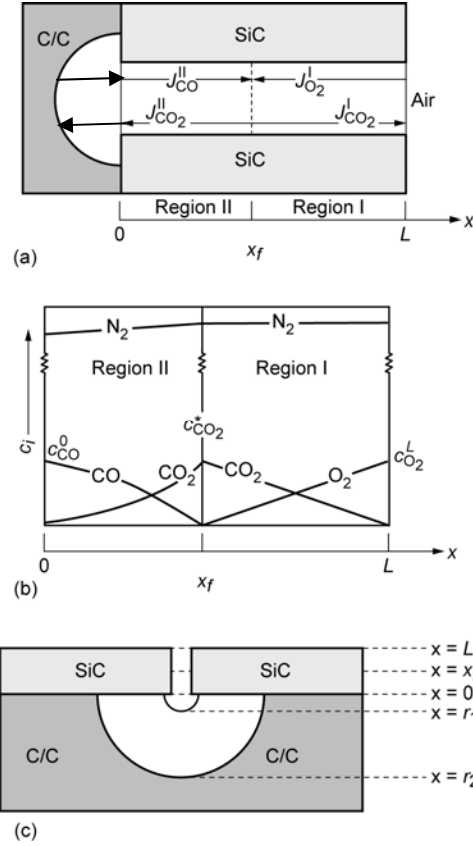 C/C
SiC
J^II_CO
J^I_O2
J^II_CO2
J^I_CO2
Air
SiC
Region II
Region I
0
x_f
L
x
(a)
N2
N2
Region II
Region I
c_i
c^0_CO
CO
CO2
c*_CO2
CO2
O2
c^L_O2
0
x_f
L
x
(b)
SiC
SiC
x = L
x = x
x = 0
x = r
C/C
C/C
x = r2
(c)